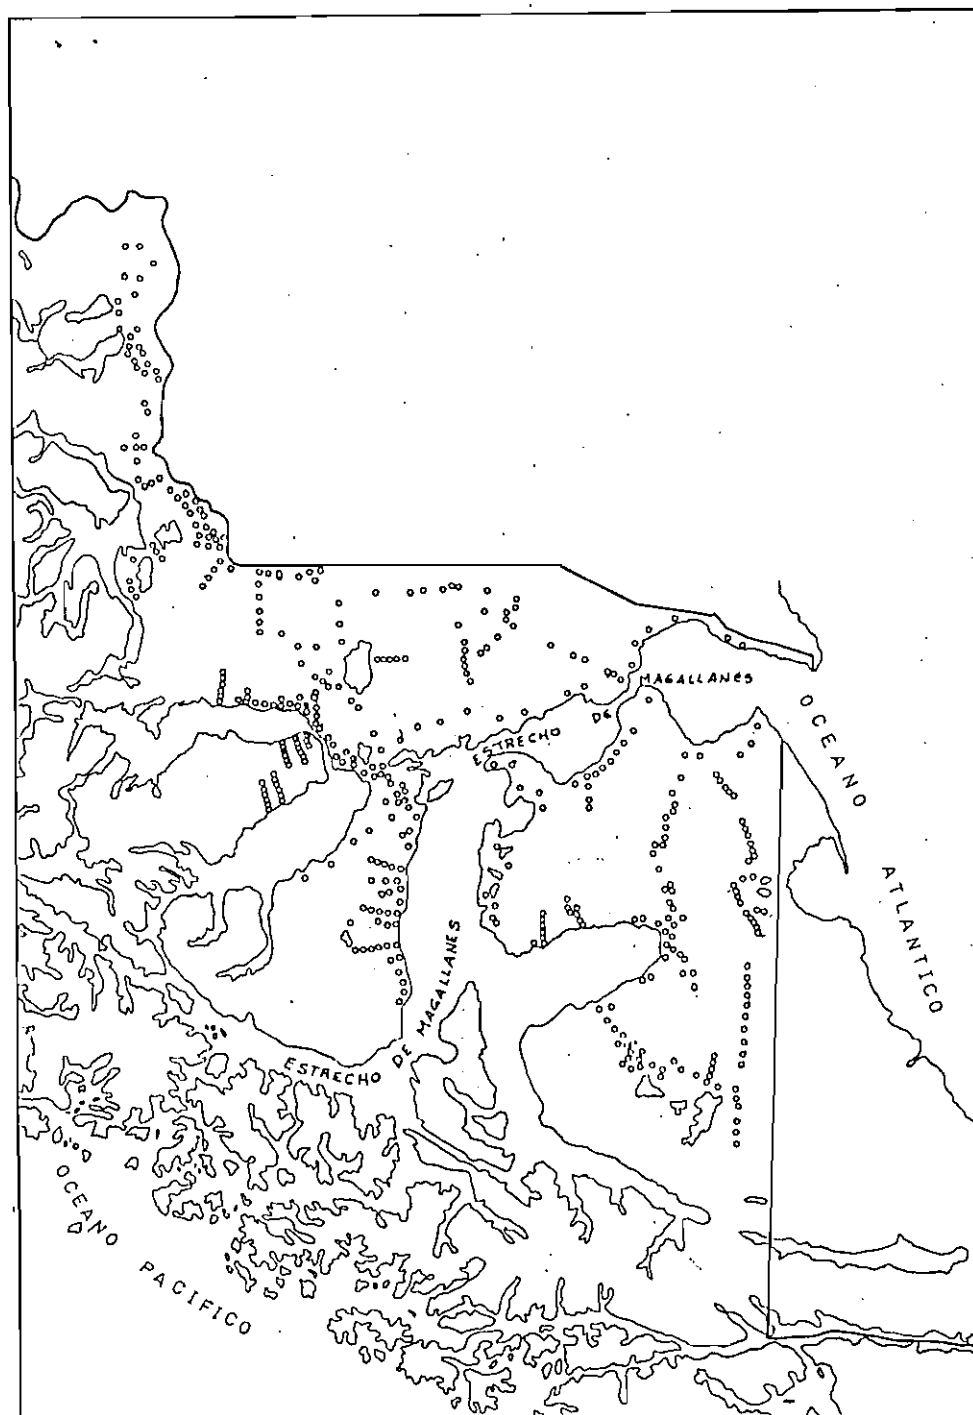 MAGALLANES
DE
ESTRECHO
OCEANO
ATLANTICO
ESTRECHO
DE MAGALLANES
OCEANO
PACIFICO